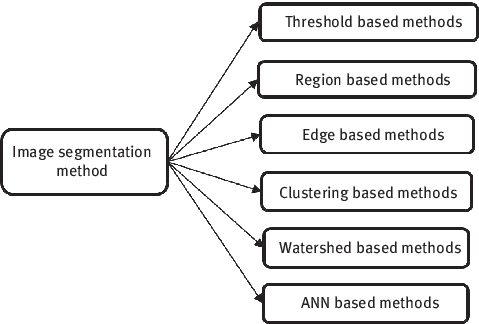 Image segmentation
method
Threshold based methods
Region based methods
Edge based methods
Clustering based methods
Watershed based methods
ANN based methods